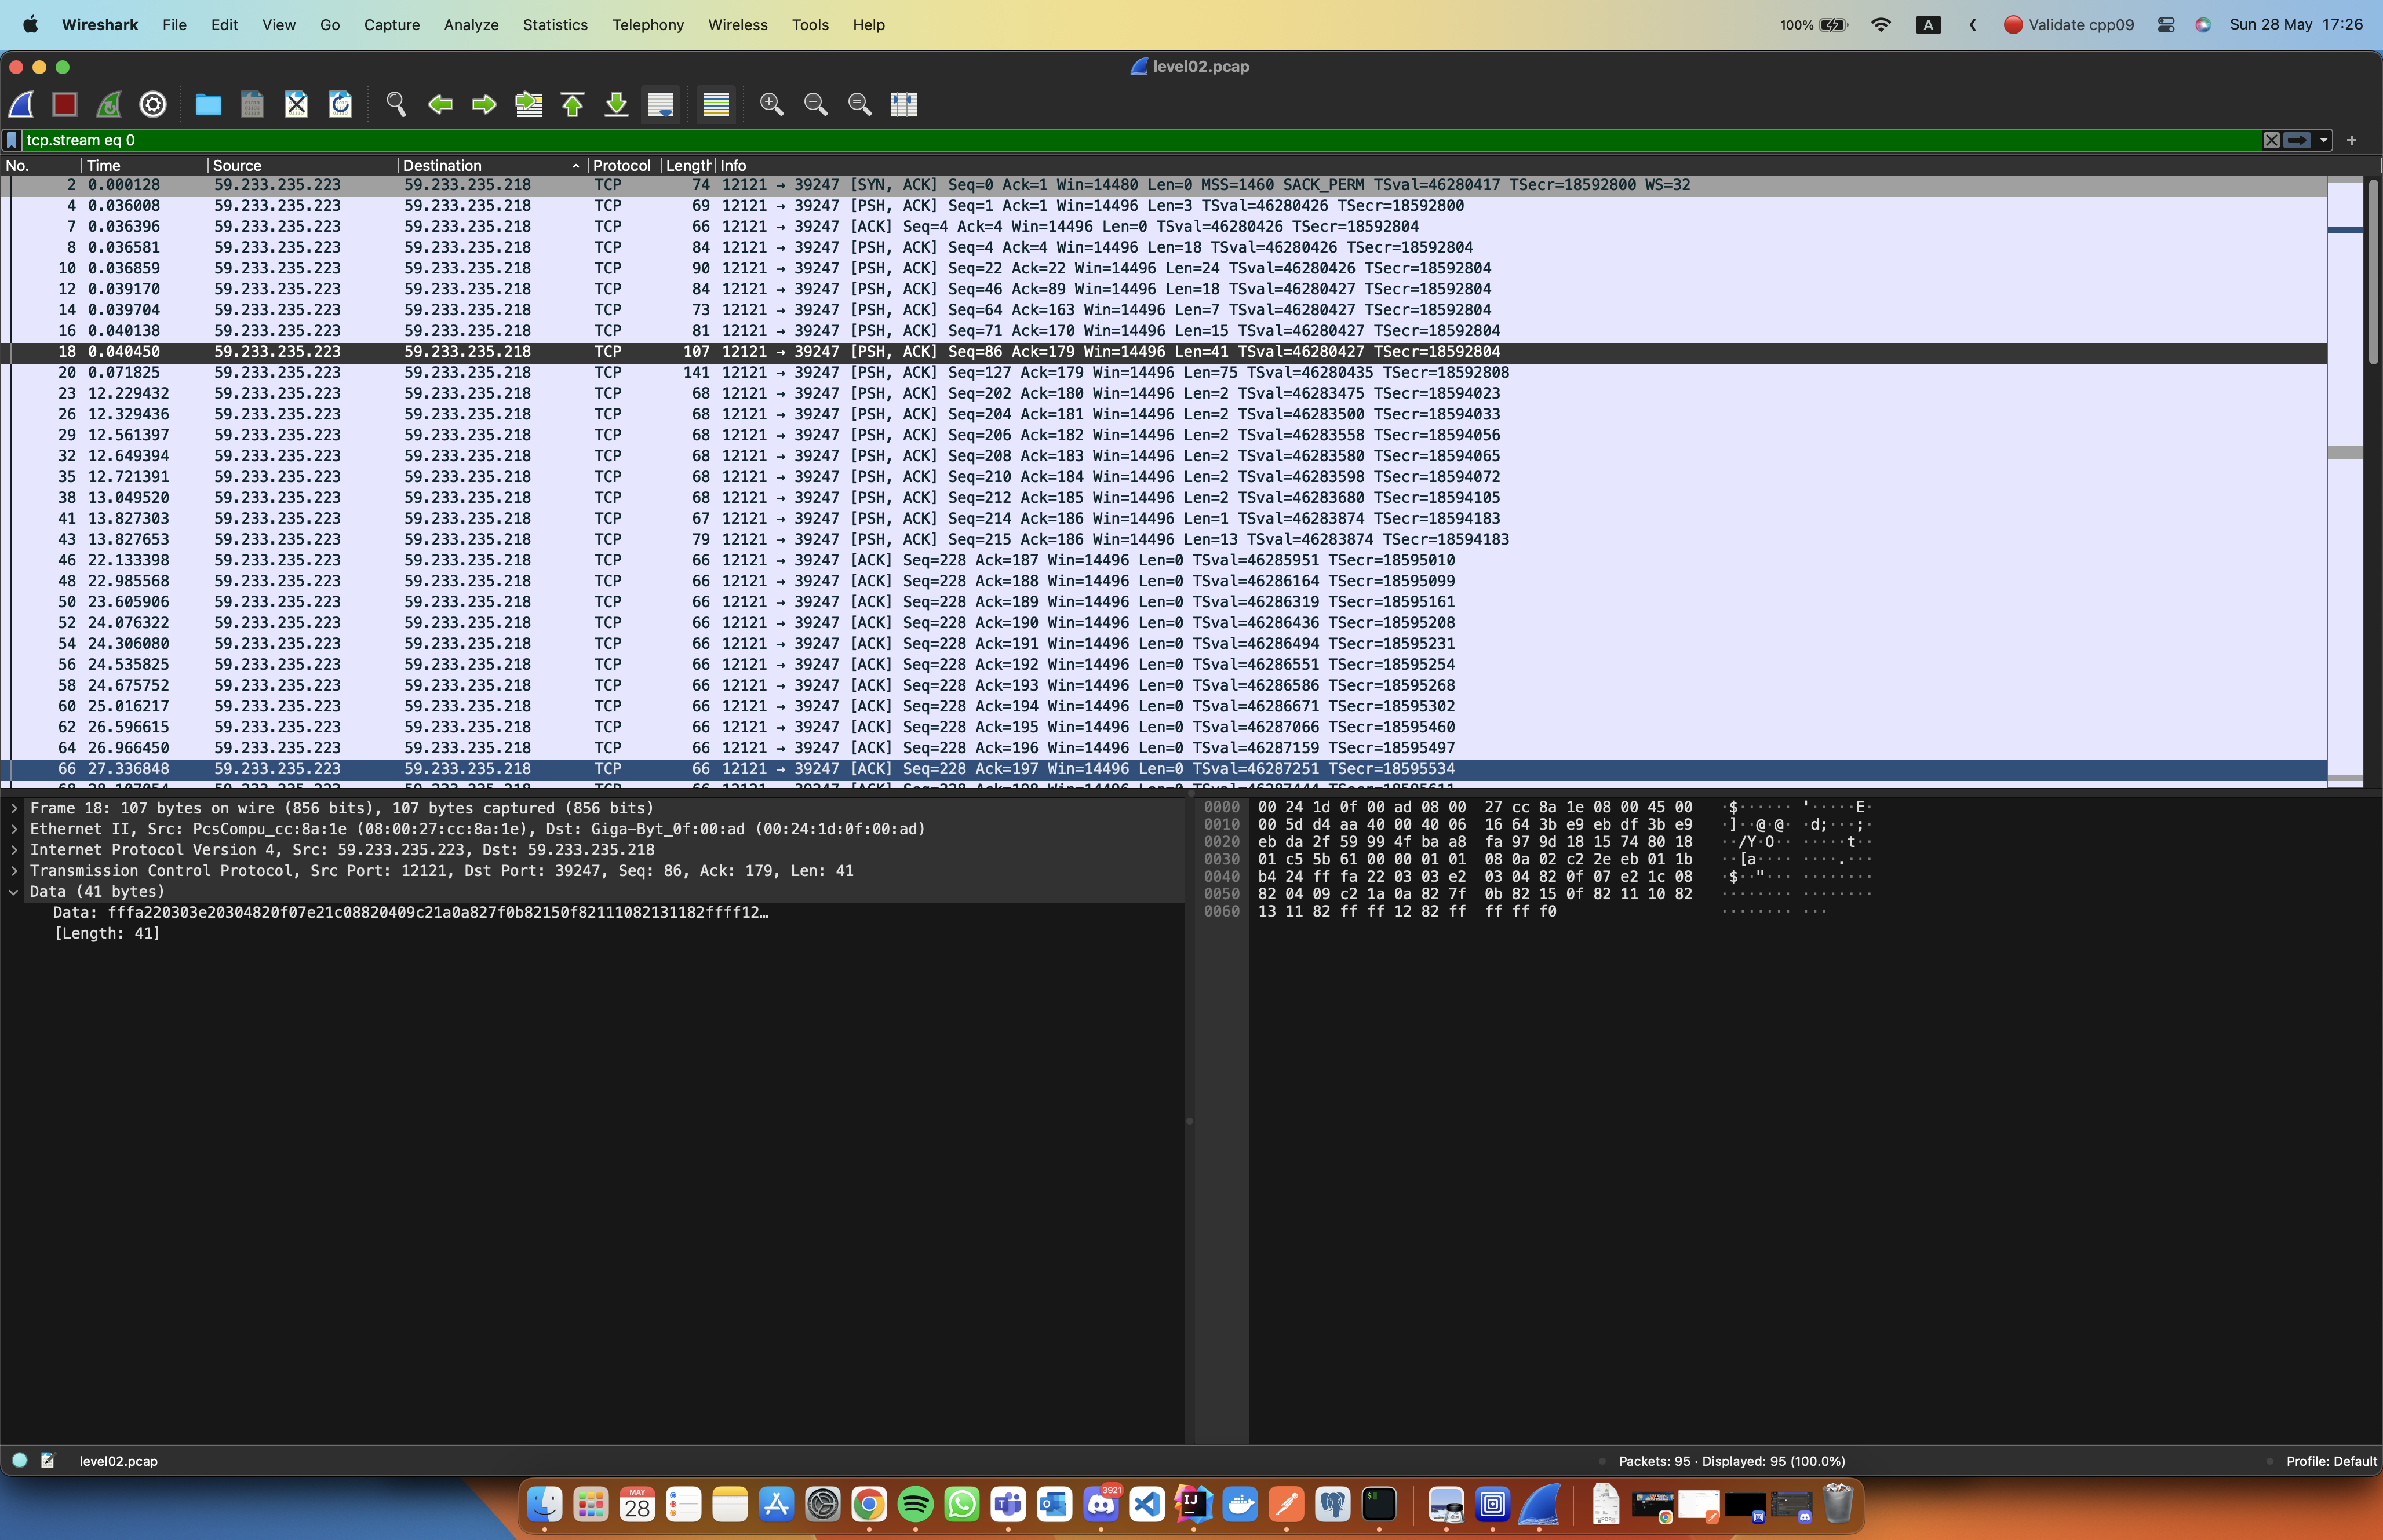 Wireshark File Edit View Go Capture Analyze Statistics Telephony Wireless Tools Help 100% A Validate cpp09 Sun 28 May 17:26
level02.pcap
tcp.stream eq 0
No. Time Source Destination Protocol Length Info
2 0.000128 59.233.235.223 59.233.235.218 TCP 74 12121 → 39247 [SYN, ACK] Seq=0 Ack=1 Win=14480 Len=0 MSS=1460 SACK_PERM TSval=46280417 TSecr=18592800 WS=32
4 0.036008 59.233.235.223 59.233.235.218 TCP 69 12121 → 39247 [PSH, ACK] Seq=1 Ack=1 Win=14496 Len=3 TSval=46280426 TSecr=18592800
7 0.036396 59.233.235.223 59.233.235.218 TCP 66 12121 → 39247 [ACK] Seq=4 Ack=4 Win=14496 Len=0 TSval=46280426 TSecr=18592804
8 0.036581 59.233.235.223 59.233.235.218 TCP 84 12121 → 39247 [PSH, ACK] Seq=4 Ack=4 Win=14496 Len=18 TSval=46280426 TSecr=18592804
10 0.036859 59.233.235.223 59.233.235.218 TCP 90 12121 → 39247 [PSH, ACK] Seq=22 Ack=22 Win=14496 Len=24 TSval=46280426 TSecr=18592804
12 0.039170 59.233.235.223 59.233.235.218 TCP 84 12121 → 39247 [PSH, ACK] Seq=46 Ack=89 Win=14496 Len=18 TSval=46280427 TSecr=18592804
14 0.039704 59.233.235.223 59.233.235.218 TCP 73 12121 → 39247 [PSH, ACK] Seq=64 Ack=163 Win=14496 Len=7 TSval=46280427 TSecr=18592804
16 0.040138 59.233.235.223 59.233.235.218 TCP 81 12121 → 39247 [PSH, ACK] Seq=71 Ack=170 Win=14496 Len=15 TSval=46280427 TSecr=18592804
18 0.040450 59.233.235.223 59.233.235.218 TCP 107 12121 → 39247 [PSH, ACK] Seq=86 Ack=179 Win=14496 Len=41 TSval=46280427 TSecr=18592804
20 0.071825 59.233.235.223 59.233.235.218 TCP 141 12121 → 39247 [PSH, ACK] Seq=127 Ack=179 Win=14496 Len=75 TSval=46280435 TSecr=18592808
23 12.229432 59.233.235.223 59.233.235.218 TCP 68 12121 → 39247 [PSH, ACK] Seq=202 Ack=180 Win=14496 Len=2 TSval=46283475 TSecr=18594023
26 12.329436 59.233.235.223 59.233.235.218 TCP 68 12121 → 39247 [PSH, ACK] Seq=204 Ack=181 Win=14496 Len=2 TSval=46283500 TSecr=18594033
29 12.561397 59.233.235.223 59.233.235.218 TCP 68 12121 → 39247 [PSH, ACK] Seq=206 Ack=182 Win=14496 Len=2 TSval=46283558 TSecr=18594056
32 12.649394 59.233.235.223 59.233.235.218 TCP 68 12121 → 39247 [PSH, ACK] Seq=208 Ack=183 Win=14496 Len=2 TSval=46283580 TSecr=18594065
35 12.721391 59.233.235.223 59.233.235.218 TCP 68 12121 → 39247 [PSH, ACK] Seq=210 Ack=184 Win=14496 Len=2 TSval=46283598 TSecr=18594072
38 13.049520 59.233.235.223 59.233.235.218 TCP 68 12121 → 39247 [PSH, ACK] Seq=212 Ack=185 Win=14496 Len=2 TSval=46283680 TSecr=18594105
41 13.827303 59.233.235.223 59.233.235.218 TCP 67 12121 → 39247 [PSH, ACK] Seq=214 Ack=186 Win=14496 Len=1 TSval=46283874 TSecr=18594183
43 13.827653 59.233.235.223 59.233.235.218 TCP 79 12121 → 39247 [PSH, ACK] Seq=215 Ack=186 Win=14496 Len=13 TSval=46283874 TSecr=18594183
46 22.133398 59.233.235.223 59.233.235.218 TCP 66 12121 → 39247 [ACK] Seq=228 Ack=187 Win=14496 Len=0 TSval=46285951 TSecr=18595010
48 22.985568 59.233.235.223 59.233.235.218 TCP 66 12121 → 39247 [ACK] Seq=228 Ack=188 Win=14496 Len=0 TSval=46286164 TSecr=18595099
50 23.605906 59.233.235.223 59.233.235.218 TCP 66 12121 → 39247 [ACK] Seq=228 Ack=189 Win=14496 Len=0 TSval=46286319 TSecr=18595161
52 24.076322 59.233.235.223 59.233.235.218 TCP 66 12121 → 39247 [ACK] Seq=228 Ack=190 Win=14496 Len=0 TSval=46286436 TSecr=18595208
54 24.306080 59.233.235.223 59.233.235.218 TCP 66 12121 → 39247 [ACK] Seq=228 Ack=191 Win=14496 Len=0 TSval=46286494 TSecr=18595231
56 24.535825 59.233.235.223 59.233.235.218 TCP 66 12121 → 39247 [ACK] Seq=228 Ack=192 Win=14496 Len=0 TSval=46286551 TSecr=18595254
58 24.675752 59.233.235.223 59.233.235.218 TCP 66 12121 → 39247 [ACK] Seq=228 Ack=193 Win=14496 Len=0 TSval=46286586 TSecr=18595268
60 25.016217 59.233.235.223 59.233.235.218 TCP 66 12121 → 39247 [ACK] Seq=228 Ack=194 Win=14496 Len=0 TSval=46286671 TSecr=18595302
62 26.596615 59.233.235.223 59.233.235.218 TCP 66 12121 → 39247 [ACK] Seq=228 Ack=195 Win=14496 Len=0 TSval=46287066 TSecr=18595460
64 26.966450 59.233.235.223 59.233.235.218 TCP 66 12121 → 39247 [ACK] Seq=228 Ack=196 Win=14496 Len=0 TSval=46287159 TSecr=18595497
66 27.336848 59.233.235.223 59.233.235.218 TCP 66 12121 → 39247 [ACK] Seq=228 Ack=197 Win=14496 Len=0 TSval=46287251 TSecr=18595534
Frame 18: 107 bytes on wire (856 bits), 107 bytes captured (856 bits)
Ethernet II, Src: PcsCompu_cc:8a:1e (08:00:27:cc:8a:1e), Dst: Giga-Byt_0f:00:ad (00:24:1d:0f:00:ad)
Internet Protocol Version 4, Src: 59.233.235.223, Dst: 59.233.235.218
Transmission Control Protocol, Src Port: 12121, Dst Port: 39247, Seq: 86, Ack: 179, Len: 41
Data (41 bytes)
Data: fffa220303e20304820f07e21c08820409c21a0a827f0b82150f82111082131182ffff12…
[Length: 41]
0000 00 24 1d 0f 00 ad 08 00 27 cc 8a 1e 08 00 45 00 ·$······ '·····E·
0010 00 5d d4 aa 40 00 40 06 16 64 3b e9 eb df 3b e9 ·]··@·@· ·d;···;·
0020 eb da 2f 59 99 4f ba a8 fa 97 9d 18 15 74 80 18 ··/Y·O·· ·····t··
0030 01 c5 5b 61 00 00 01 01 08 0a 02 c2 2e eb 01 1b ··[a···· ····.···
0040 b4 24 ff fa 22 03 03 e2 03 04 82 0f 07 e2 1c 08 ·$··"··· ········
0050 82 04 09 c2 1a 0a 82 7f 0b 82 15 0f 82 11 10 82 ········ ········
0060 13 11 82 ff ff 12 82 ff ff ff f0 ········ ···
level02.pcap Packets: 95 · Displayed: 95 (100.0%) Profile: Default
MAY 28 3921